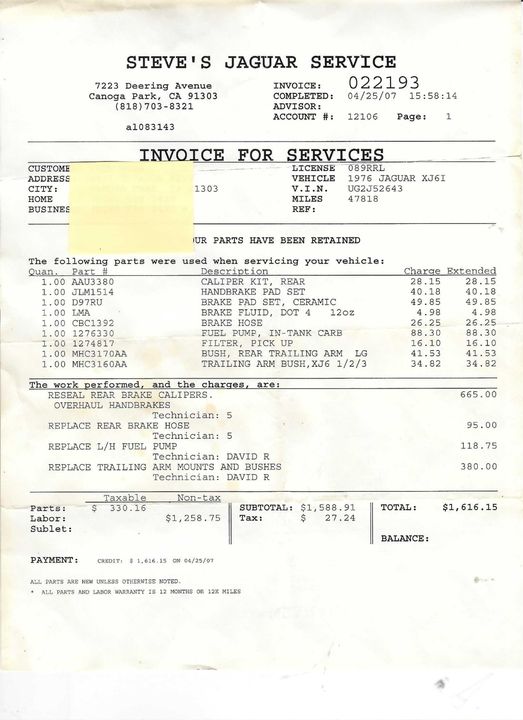 STEVE'S JAGUAR SERVICE
7223 Deering Avenue
Canoga Park, CA 91303
(818)703-8321
a1083143
INVOICE: 022193
COMPLETED: 04/25/07 15:58:14
ADVISOR:
ACCOUNT #: 12106 Page: 1
INVOICE FOR SERVICES
CUSTOME
ADDRESS
CITY: 1303
HOME
BUSINES
LICENSE 089RRL
VEHICLE 1976 JAGUAR XJ6I
V.I.N. UG2J52643
MILES 47818
REF:
OUR PARTS HAVE BEEN RETAINED
The following parts were used when servicing your vehicle:
Quan. Part # Description Charge Extended
1.00 AAU3380 CALIPER KIT, REAR 28.15 28.15
1.00 JLM1514 HANDBRAKE PAD SET 40.18 40.18
1.00 D97RU BRAKE PAD SET, CERAMIC 49.85 49.85
1.00 LMA BRAKE FLUID, DOT 4 12oz 4.98 4.98
1.00 CBC1392 BRAKE HOSE 26.25 26.25
1.00 1276330 FUEL PUMP, IN-TANK CARB 88.30 88.30
1.00 1274817 FILTER, PICK UP 16.10 16.10
1.00 MHC3170AA BUSH, REAR TRAILING ARM LG 41.53 41.53
1.00 MHC3160AA TRAILING ARM BUSH,XJ6 1/2/3 34.82 34.82
The work performed, and the charges, are:
RESEAL REAR BRAKE CALIPERS. 665.00
OVERHAUL HANDBRAKES
Technician: 5
REPLACE REAR BRAKE HOSE 95.00
Technician: 5
REPLACE L/H FUEL PUMP 118.75
Technician: DAVID R
REPLACE TRAILING ARM MOUNTS AND BUSHES 380.00
Technician: DAVID R
Taxable Non-tax
Parts: $ 330.16 SUBTOTAL: $1,588.91 TOTAL: $1,616.15
Labor: $1,258.75 Tax: $ 27.24
Sublet:
BALANCE:
PAYMENT: CREDIT: $ 1,616.15 ON 04/25/07
ALL PARTS ARE NEW UNLESS OTHERWISE NOTED.
* ALL PARTS AND LABOR WARRANTY IS 12 MONTHS OR 12K MILES